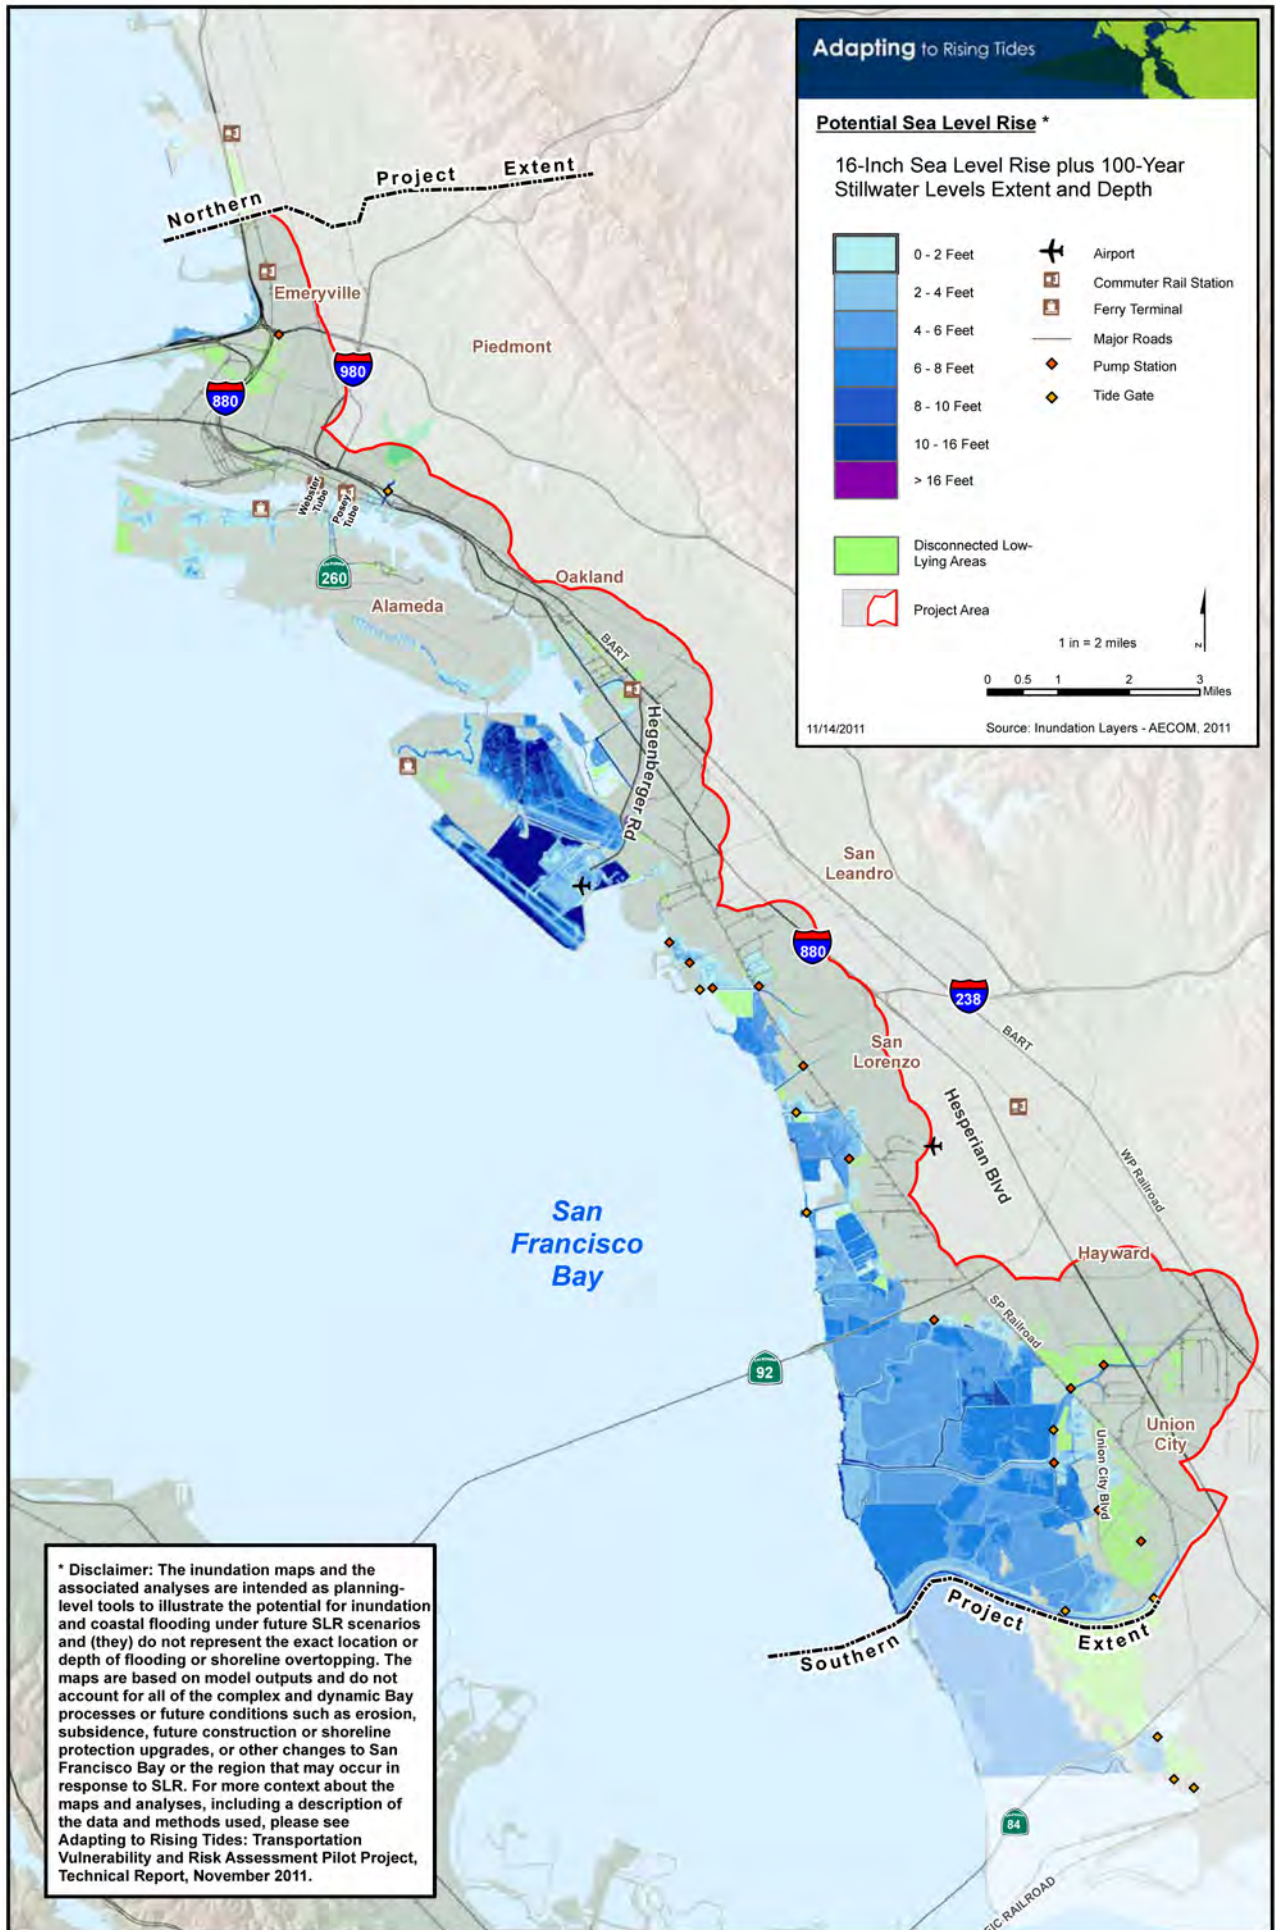 Adapting to Rising Tides
Potential Sea Level Rise *
16-Inch Sea Level Rise plus 100-Year
Stillwater Levels Extent and Depth
0 - 2 Feet
2 - 4 Feet
4 - 6 Feet
6 - 8 Feet
8 - 10 Feet
10 - 16 Feet
> 16 Feet
Airport
Commuter Rail Station
Ferry Terminal
Major Roads
Pump Station
Tide Gate
Disconnected Low-
Lying Areas
Project Area
1 in = 2 miles
N
0 0.5 1 2 3
Miles
11/14/2011
Source: Inundation Layers - AECOM, 2011
Northern Project Extent
Emeryville
Piedmont
980
880
Webster
Tube
Posey
Tube
260
Alameda
Oakland
BART
Hegenberger Rd
San
Leandro
880
238
BART
San
Lorenzo
Hesperian Blvd
WP Railroad
San
Francisco
Bay
Hayward
SP Railroad
92
Union
City
Union City Blvd
Southern Project Extent
84
FIC RAILROAD
* Disclaimer: The inundation maps and the
associated analyses are intended as planning-
level tools to illustrate the potential for inundation
and coastal flooding under future SLR scenarios
and (they) do not represent the exact location or
depth of flooding or shoreline overtopping. The
maps are based on model outputs and do not
account for all of the complex and dynamic Bay
processes or future conditions such as erosion,
subsidence, future construction or shoreline
protection upgrades, or other changes to San
Francisco Bay or the region that may occur in
response to SLR. For more context about the
maps and analyses, including a description of
the data and methods used, please see
Adapting to Rising Tides: Transportation
Vulnerability and Risk Assessment Pilot Project,
Technical Report, November 2011.